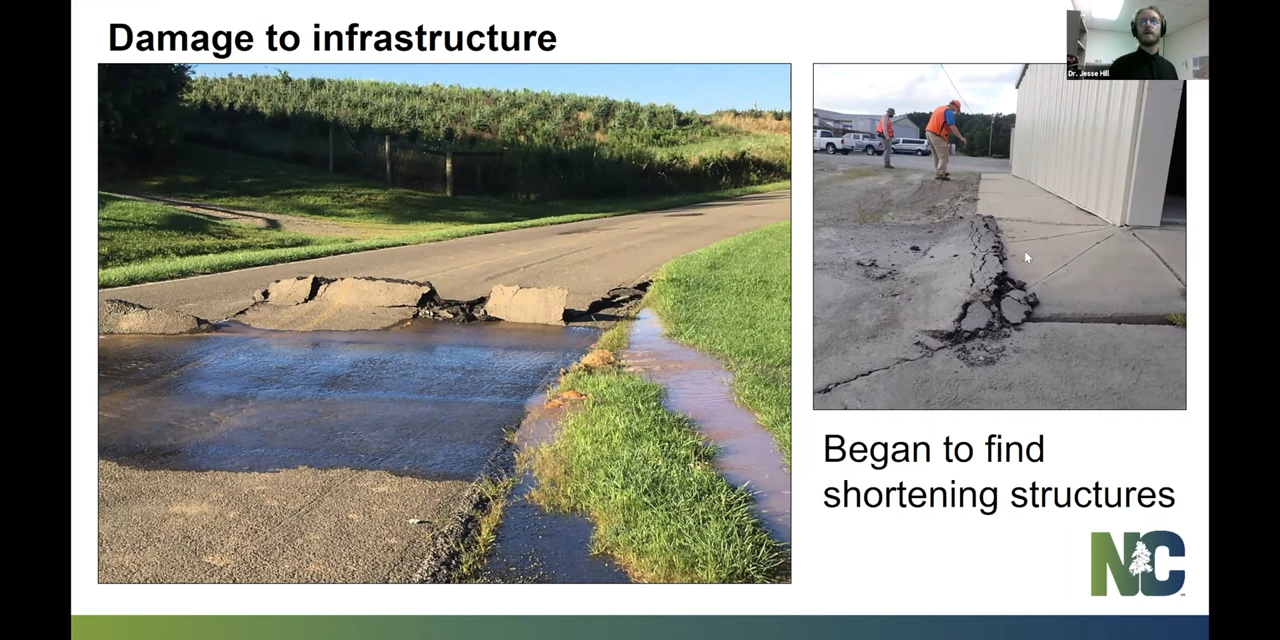 Damage to infrastructure
Dr. Jesse Hill
Began to find
shortening structures
NC